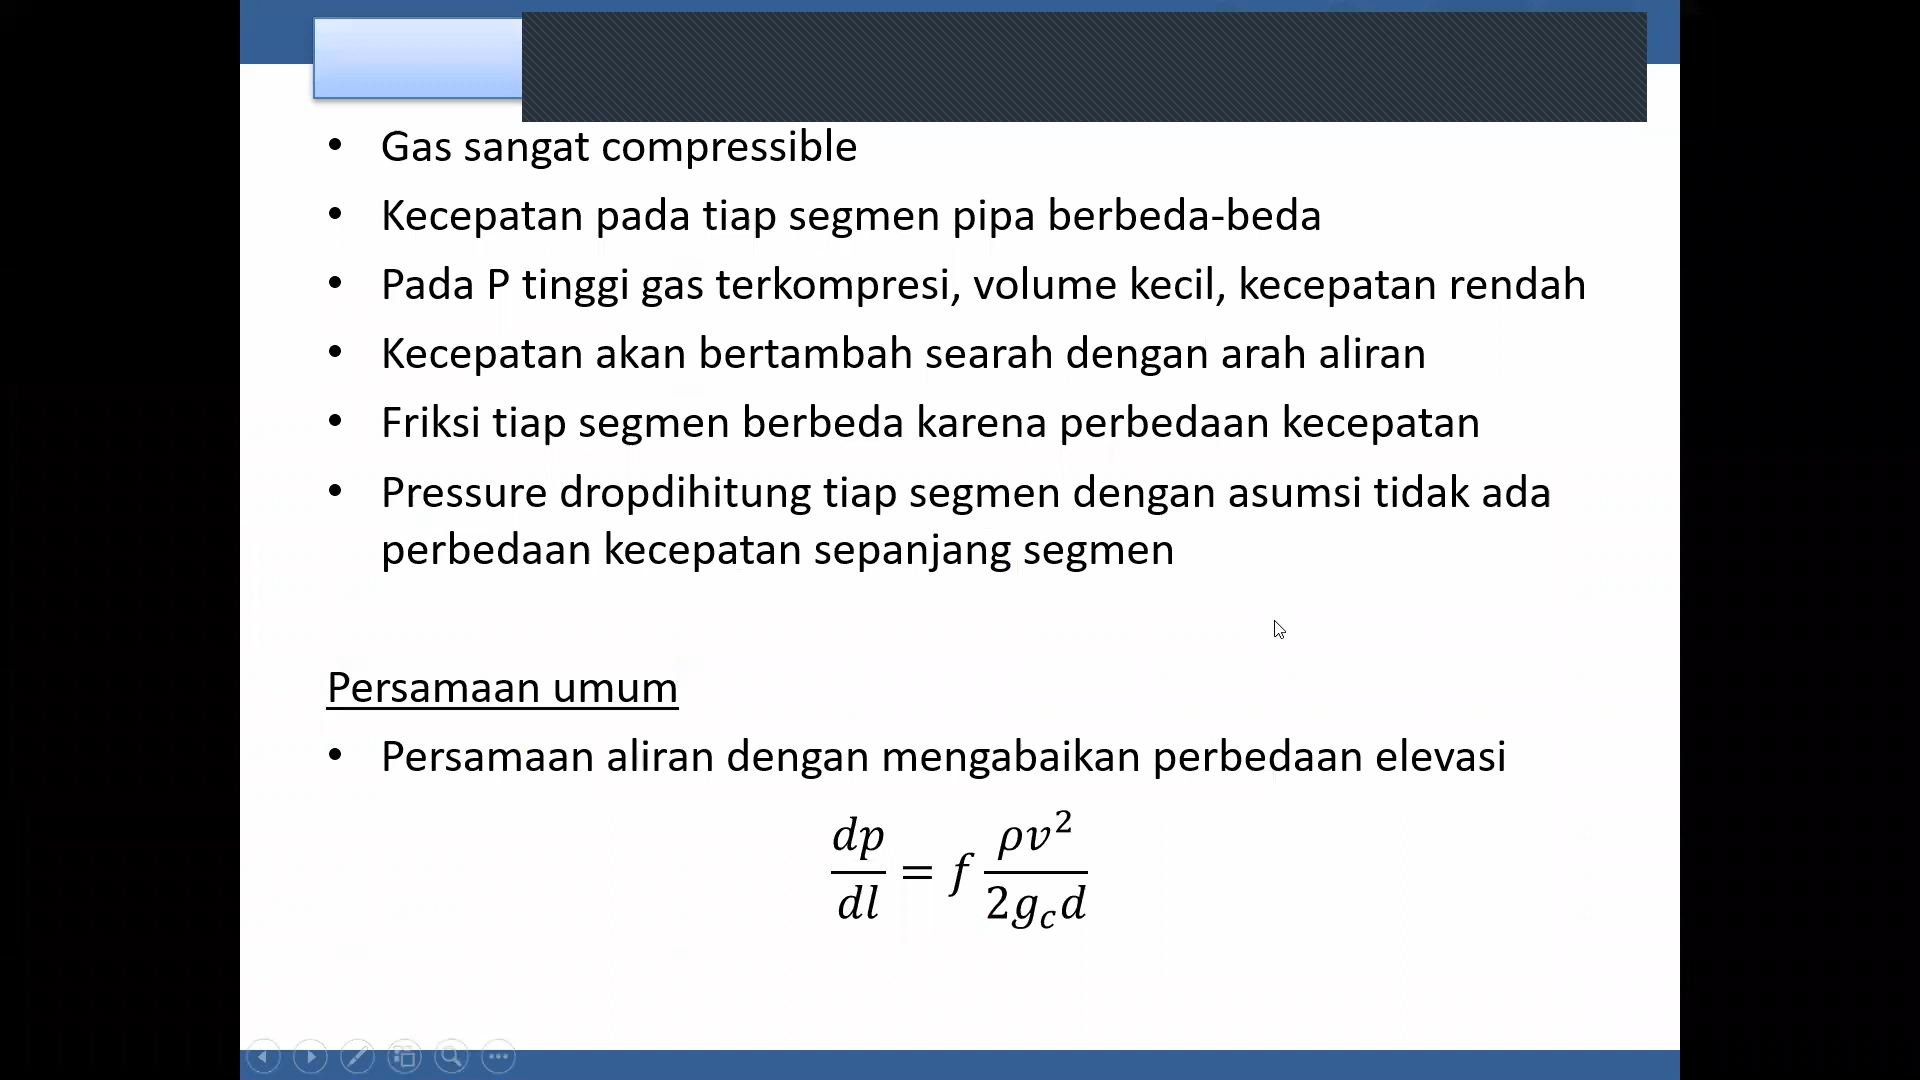 • Gas sangat compressible
• Kecepatan pada tiap segmen pipa berbeda-beda
• Pada P tinggi gas terkompresi, volume kecil, kecepatan rendah
• Kecepatan akan bertambah searah dengan arah aliran
• Friksi tiap segmen berbeda karena perbedaan kecepatan
• Pressure dropdihitung tiap segmen dengan asumsi tidak ada
perbedaan kecepatan sepanjang segmen
Persamaan umum
• Persamaan aliran dengan mengabaikan perbedaan elevasi
dp/dl = f ρv²/2g_c d